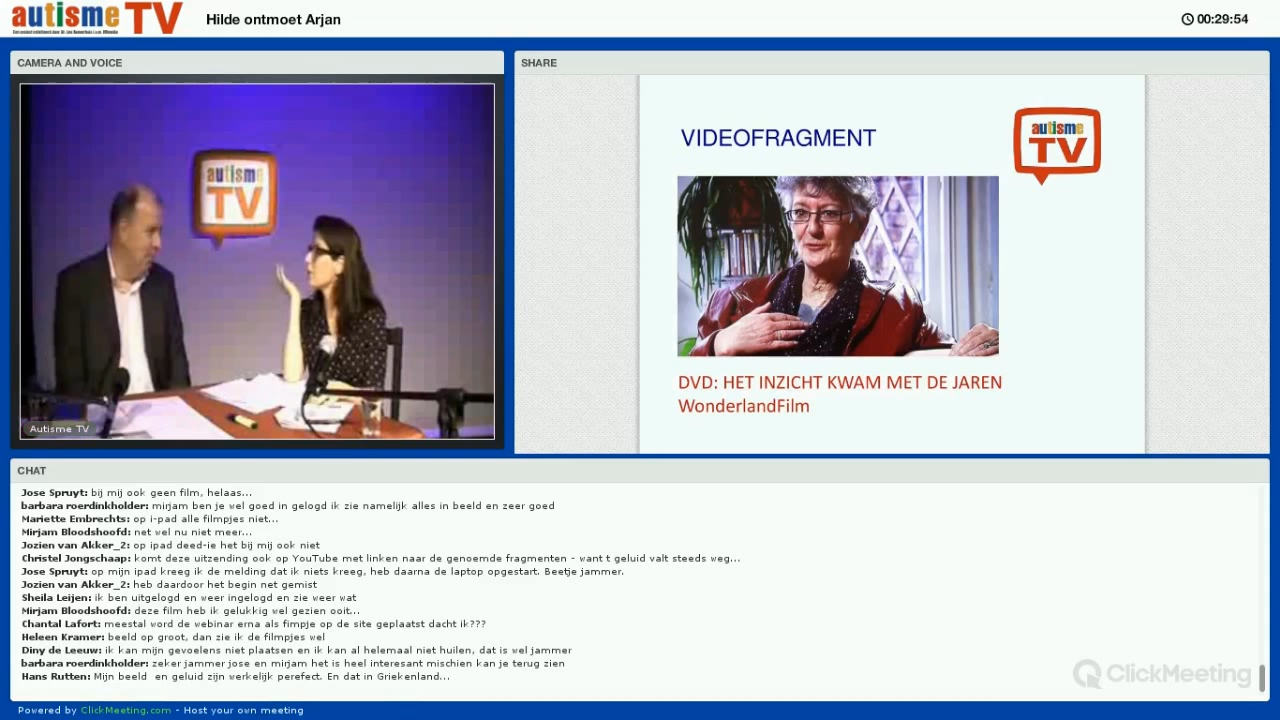 autisme TV
Hilde ontmoet Arjan
00:29:54
CAMERA AND VOICE
SHARE
autisme
TV
Autisme TV
VIDEOFRAGMENT
autisme
TV
DVD: HET INZICHT KWAM MET DE JAREN
WonderlandFilm
CHAT
Jose Spruyt: bij mij ook geen film, helaas...
barbara roerdinkholder: mirjam ben je wel goed in gelogd ik zie namelijk alles in beeld en zeer goed
Mariette Embrechts: op i-pad alle filmpjes niet...
Mirjam Bloodshoofd: net wel nu niet meer...
Jozien van Akker_2: op ipad deed-ie het bij mij ook niet
Christel Jongschaap: komt deze uitzending ook op YouTube met linken naar de genoemde fragmenten - want t geluid valt steeds weg...
Jose Spruyt: op mijn ipad kreeg ik de melding dat ik niets kreeg, heb daarna de laptop opgestart. Beetje jammer.
Jozien van Akker_2: heb daardoor het begin net gemist
Sheila Leijen: ik ben uitgelogd en weer ingelogd en zie weer wat
Mirjam Bloodshoofd: deze film heb ik gelukkig wel gezien ooit...
Chantal Lafort: meestal word de webinar erna als fimpje op de site geplaatst dacht ik???
Heleen Kramer: beeld op groot, dan zie ik de filmpjes wel
Diny de Leeuw: ik kan mijn gevoelens niet plaatsen en ik kan al helemaal niet huilen, dat is wel jammer
barbara roerdinkholder: zeker jammer jose en mirjam het is heel interesant mischien kan je terug zien
Hans Rutten: Mijn beeld en geluid zijn werkelijk perefect. En dat in Griekenland...
ClickMeeting
Powered by ClickMeeting.com - Host your own meeting